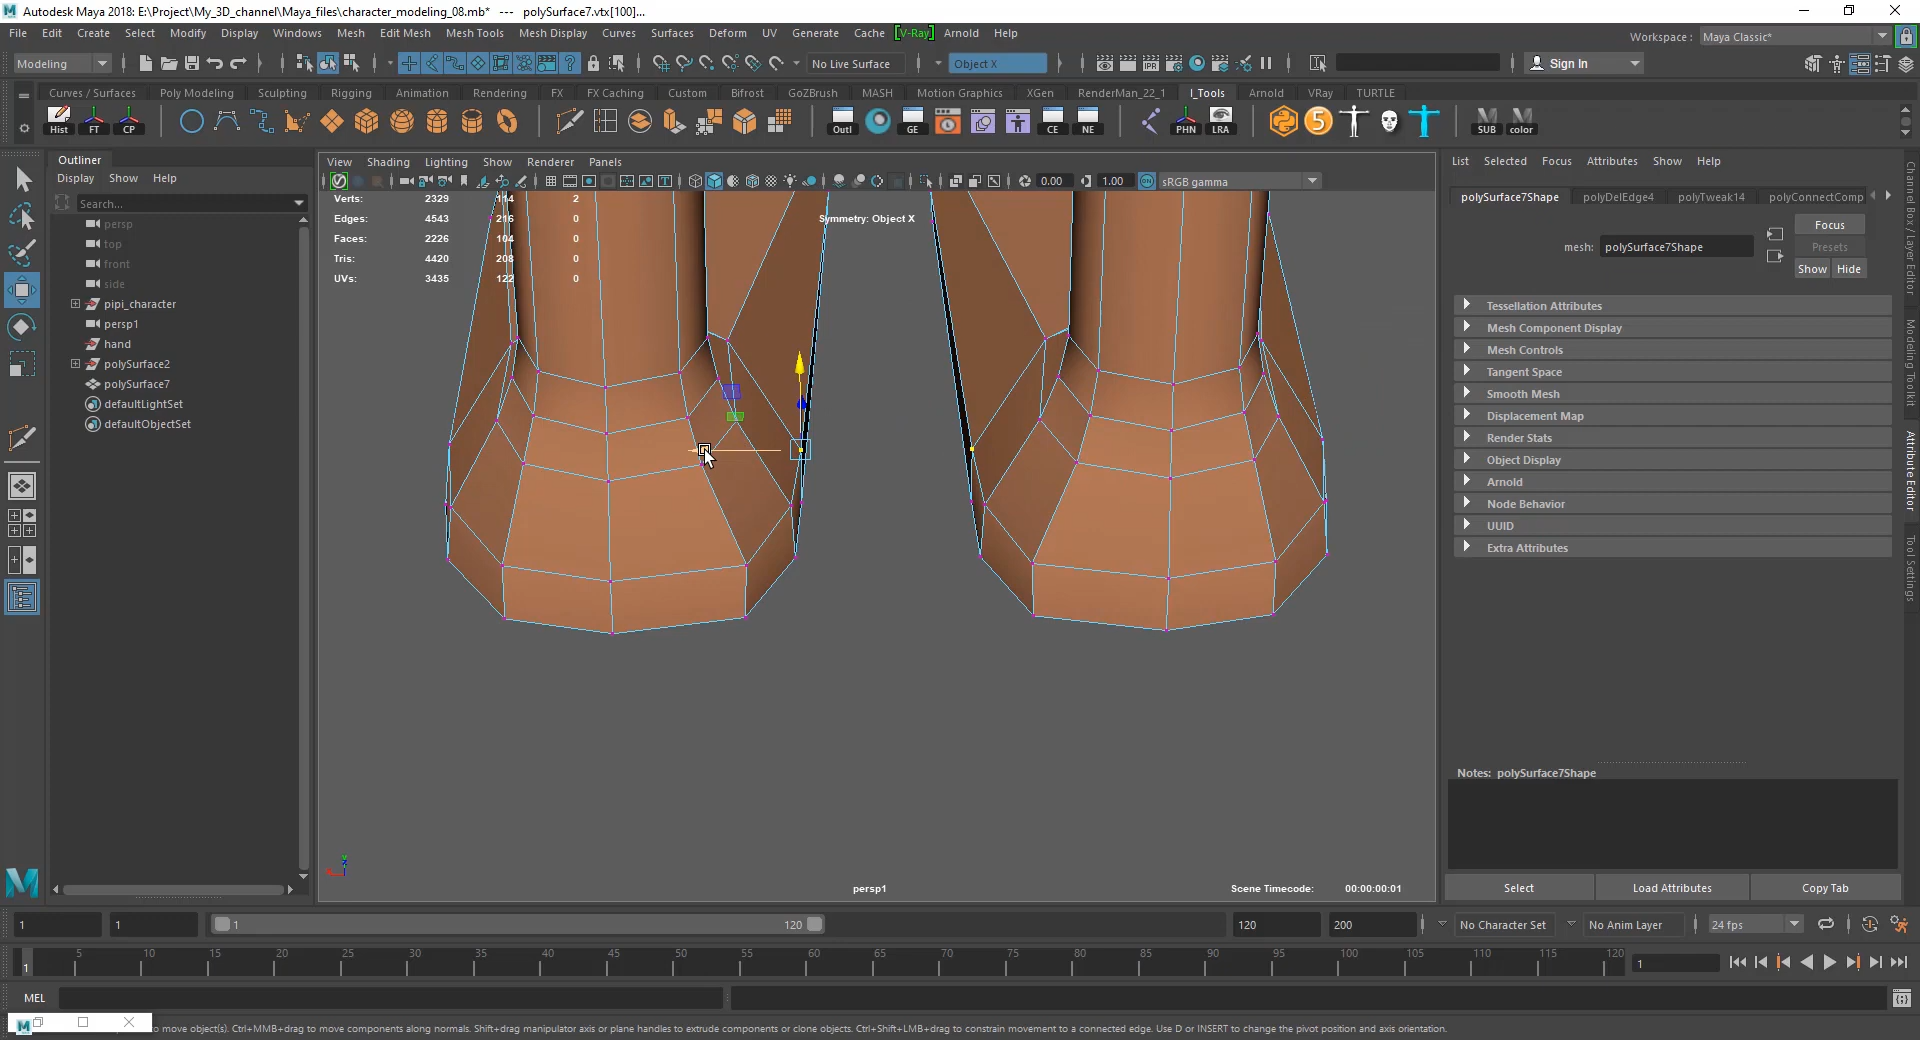 Autodesk Maya 2018: E:\Project\My_3D_channel\Maya_files\character_modeling_08.mb* --- polySurface7.vtx[100]...
File Edit Create Select Modify Display Windows Mesh Edit Mesh Mesh Tools Mesh Display Curves Surfaces Deform UV Generate Cache [V-Ray] Arnold Help
Workspace : Maya Classic*
Modeling No Live Surface Object X Sign In
Curves / Surfaces Poly Modeling Sculpting Rigging Animation Rendering FX FX Caching Custom Bifrost GoZBrush MASH Motion Graphics XGen RenderMan_22_1 I_Tools Arnold VRay TURTLE
Hist FT CP Outl GE CE NE PHN LRA 5 SUB color
Outliner
Display Show Help
Search...
persp
top
front
side
pipi_character
persp1
hand
polySurface2
polySurface7
defaultLightSet
defaultObjectSet
View Shading Lighting Show Renderer Panels
0.00 1.00 sRGB gamma
Verts: 2329 114 2
Edges: 4543 216 0
Faces: 2226 104 0
Tris: 4420 208 0
UVs: 3435 122 0
Symmetry: Object X
persp1
Scene Timecode: 00:00:00:01
List Selected Focus Attributes Show Help
polySurface7Shape polyDelEdge4 polyTweak14 polyConnectComp
Focus
Presets
mesh: polySurface7Shape
Show Hide
Tessellation Attributes
Mesh Component Display
Mesh Controls
Tangent Space
Smooth Mesh
Displacement Map
Render Stats
Object Display
Arnold
Node Behavior
UUID
Extra Attributes
Notes: polySurface7Shape
Select Load Attributes Copy Tab
Channel Box / Layer Editor
Modeling Toolkit
Attribute Editor
Tool Settings
1 1 1 120 120 200 No Character Set No Anim Layer 24 fps
1 5 10 15 20 25 30 35 40 45 50 55 60 65 70 75 80 85 90 95 100 105 110 115 120 1
MEL
to move object(s). Ctrl+MMB+drag to move components along normals. Shift+drag manipulator axis or plane handles to extrude components or clone objects. Ctrl+Shift+LMB+drag to constrain movement to a connected edge. Use D or INSERT to change the pivot position and axis orientation.